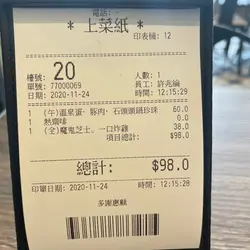 電話: -
* 上菜紙 *
印表機: 12
檯號: 20 人數: 1
單號: 77000069 員工: 許兆綸
日期: 2020-11-24 時間: 12:15:29
1 (午)溫泉蛋、豚肉、石頭頭鍋珍珠 60.0
1 熱檸啡 0.0
1 (全)魔鬼芝士、一口炸雞 38.0
項目總計: $98.0
總計: $98.0
印單日期: 2020-11-24 時間: 12:15:28
多謝惠顧